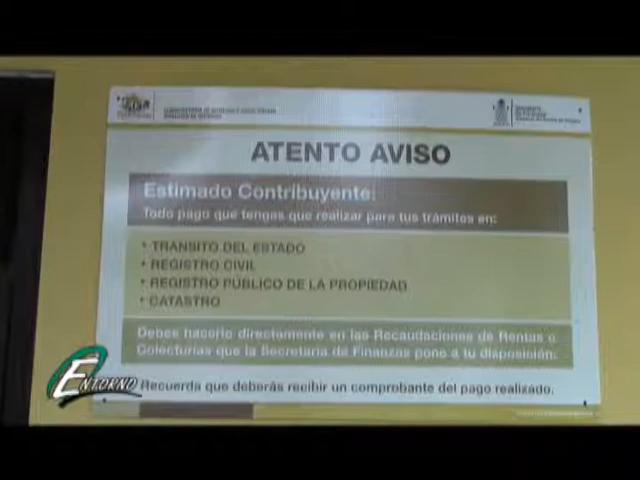 ATENTO AVISO
Estimado Contribuyente:
Todo pago que tengas que realizar para tus trámites en:
• TRANSITO DEL ESTADO
• REGISTRO CIVIL
• REGISTRO PÚBLICO DE LA PROPIEDAD
• CATASTRO
Debes hacerlo directamente en las Recaudaciones de Rentas o
Colecturías que la Secretaría de Finanzas pone a tu disposición.
Recuerda que deberás recibir un comprobante del pago realizado.
ENTORNO